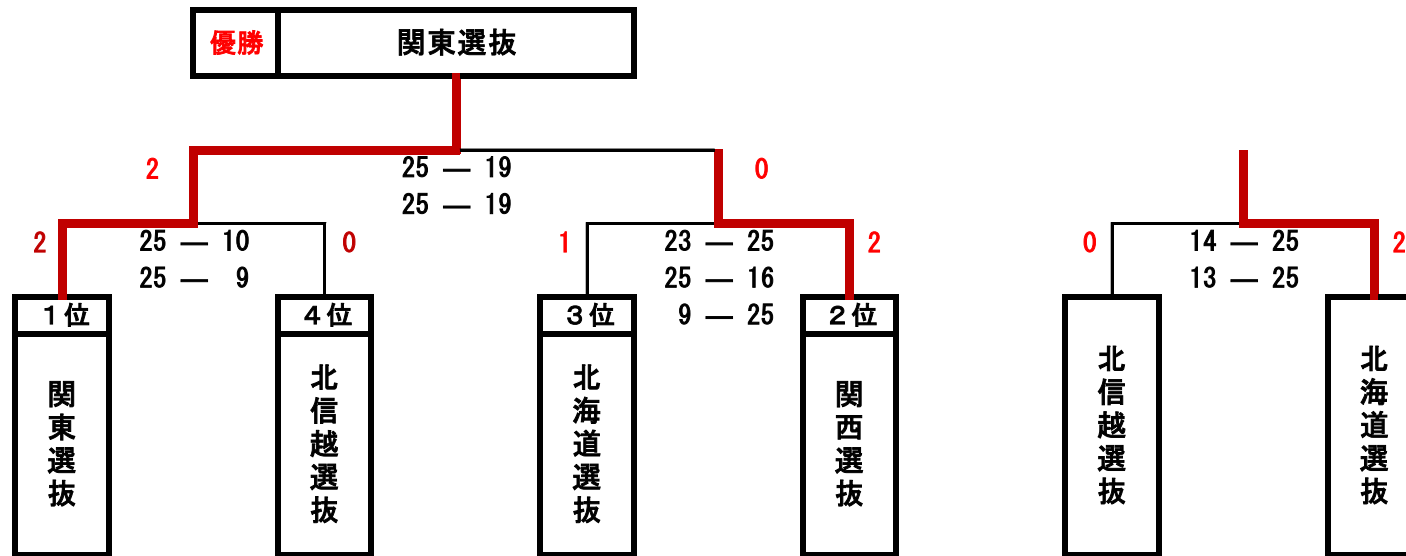 優勝 関東選抜
2 25 — 19 0
25 — 19
2 25 — 10 0 1 23 — 25 2 0 14 — 25 2
25 — 9 25 — 16 13 — 25
1位 4位 3位 9 — 25 2位
関東選抜
北信越選抜
北海道選抜
関西選抜
北信越選抜
北海道選抜